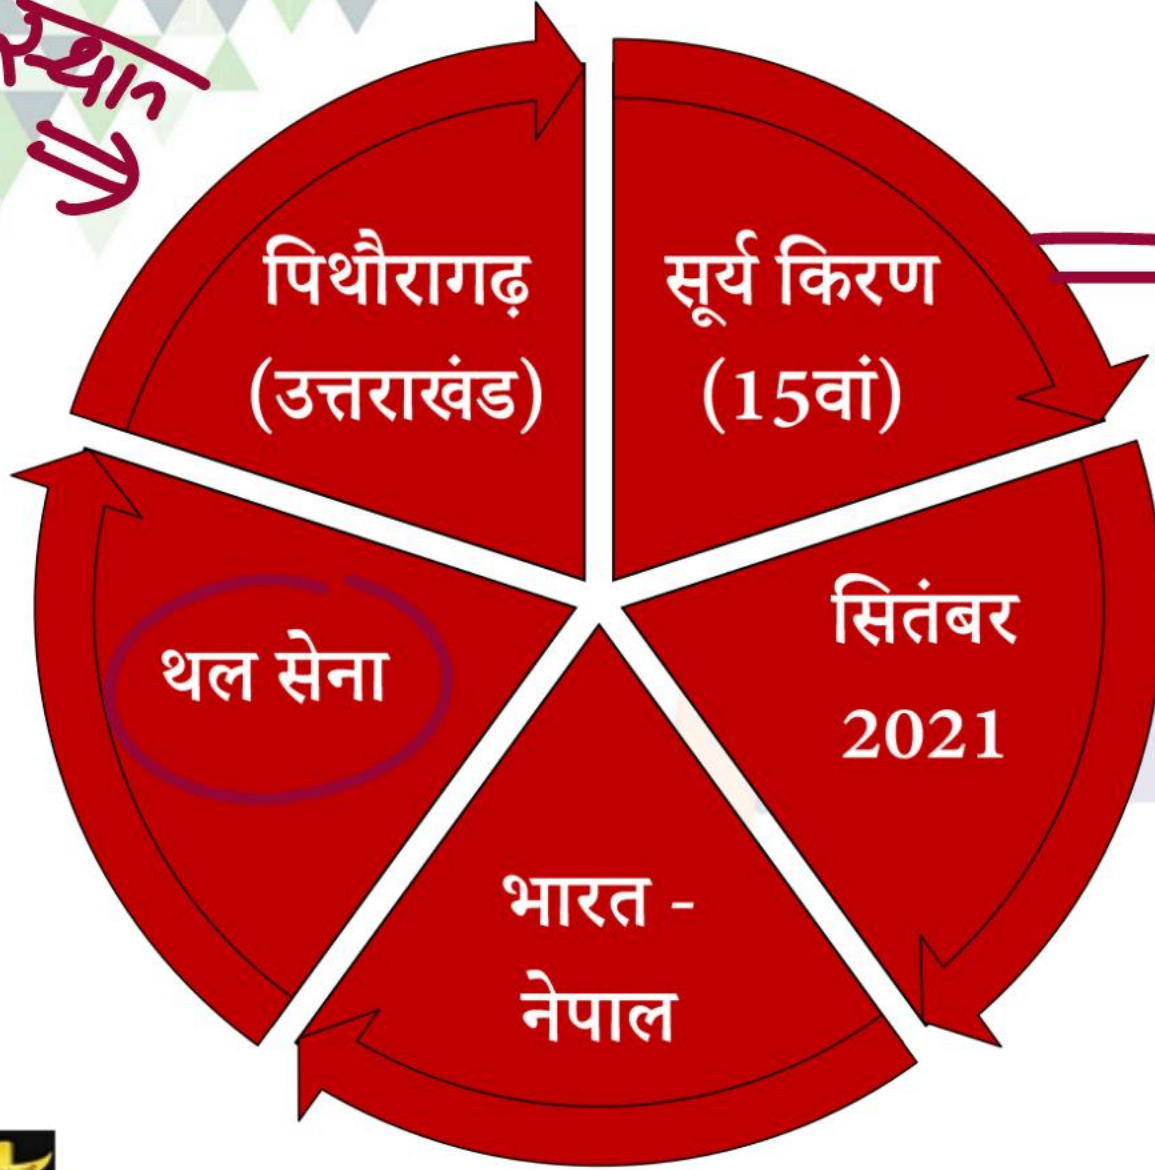 स्थान
पिथौरागढ़
(उत्तराखंड)
सूर्य किरण
(15वां)
सितंबर
2021
भारत -
नेपाल
थल सेना